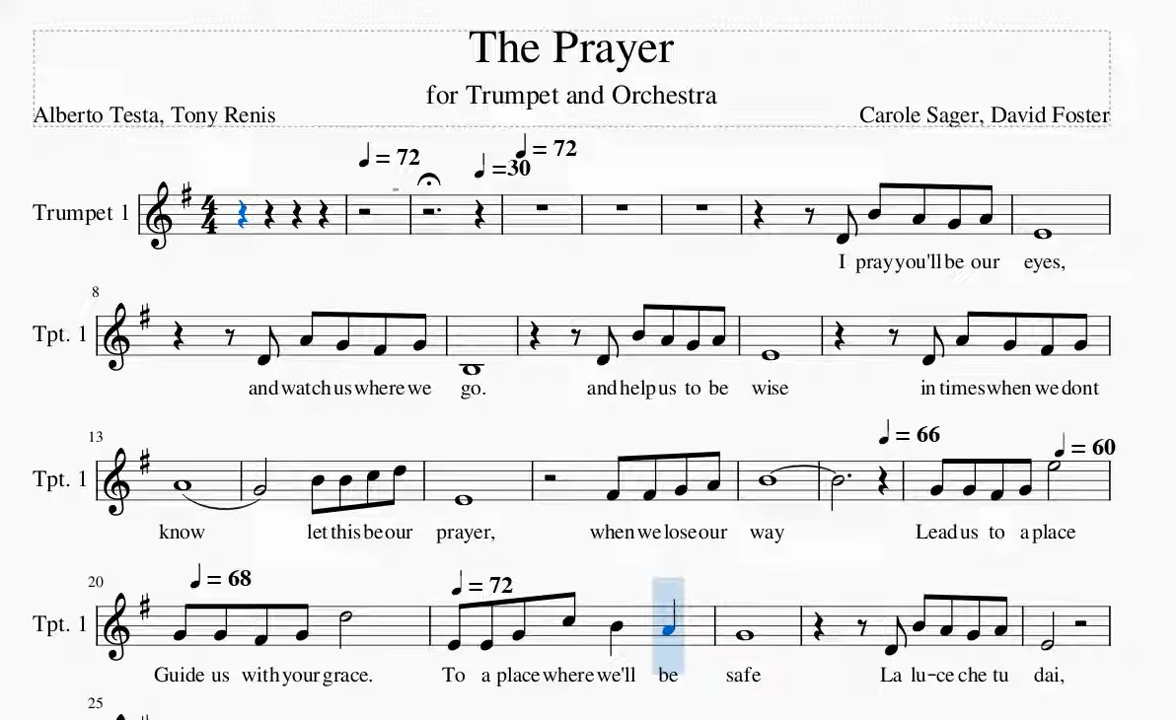 The Prayer
for Trumpet and Orchestra
Alberto Testa, Tony Renis
Carole Sager, David Foster
= 72
=30
= 72
Trumpet 1
4
4
I pray you'll be our eyes,
8
Tpt. 1
and watch us where we go. and help us to be wise in times when we dont
13
= 66
= 60
Tpt. 1
know let this be our prayer, when we lose our way Lead us to a place
20
= 68
= 72
Tpt. 1
Guide us with your grace. To a place where we'll be safe La lu-ce che tu dai,
25